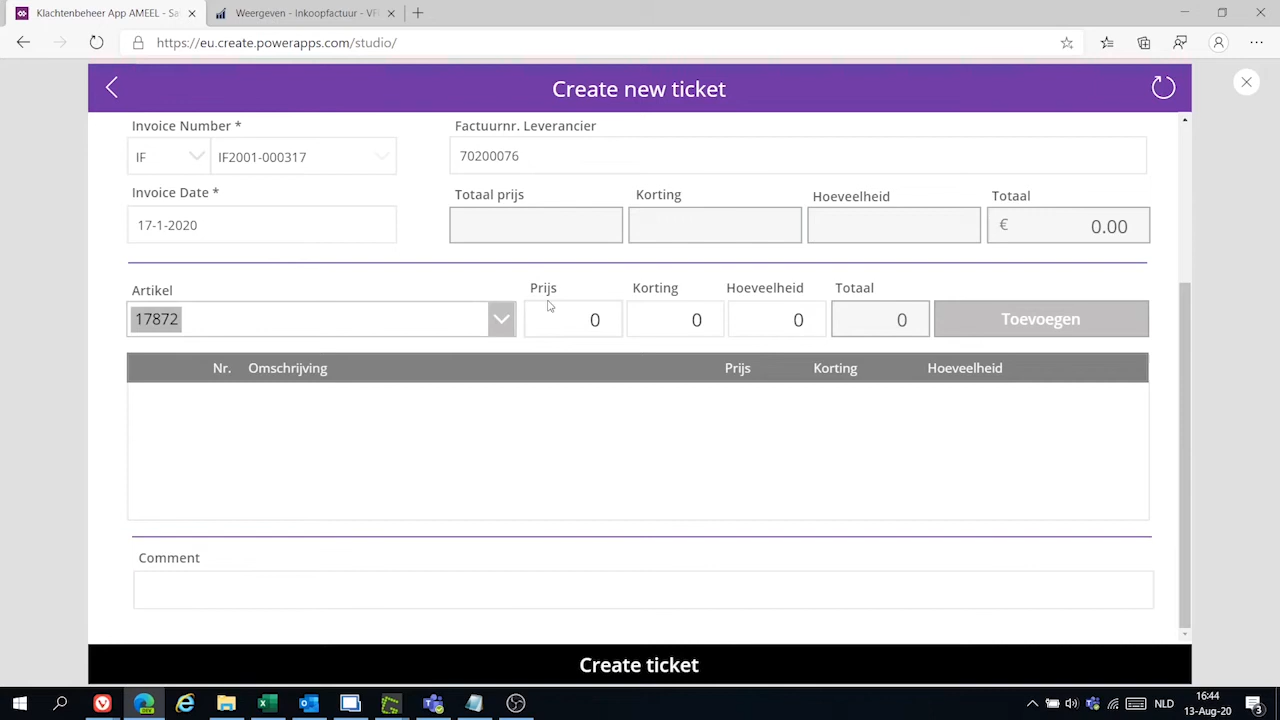 Klachtenbeheer App AMEEL - Sa
Weergeven - Inkoopfactuur - VF
https://eu.create.powerapps.com/studio/
Create new ticket
Invoice Number *
Factuurnr. Leverancier
IF
IF2001-000317
70200076
Invoice Date *
Totaal prijs
Korting
Hoeveelheid
Totaal
17-1-2020
€
0.00
Artikel
Prijs
Korting
Hoeveelheid
Totaal
17872
0
0
0
0
Toevoegen
Nr.
Omschrijving
Prijs
Korting
Hoeveelheid
Comment
Create ticket
DEV
NLD
16:44
13-Aug-20
3